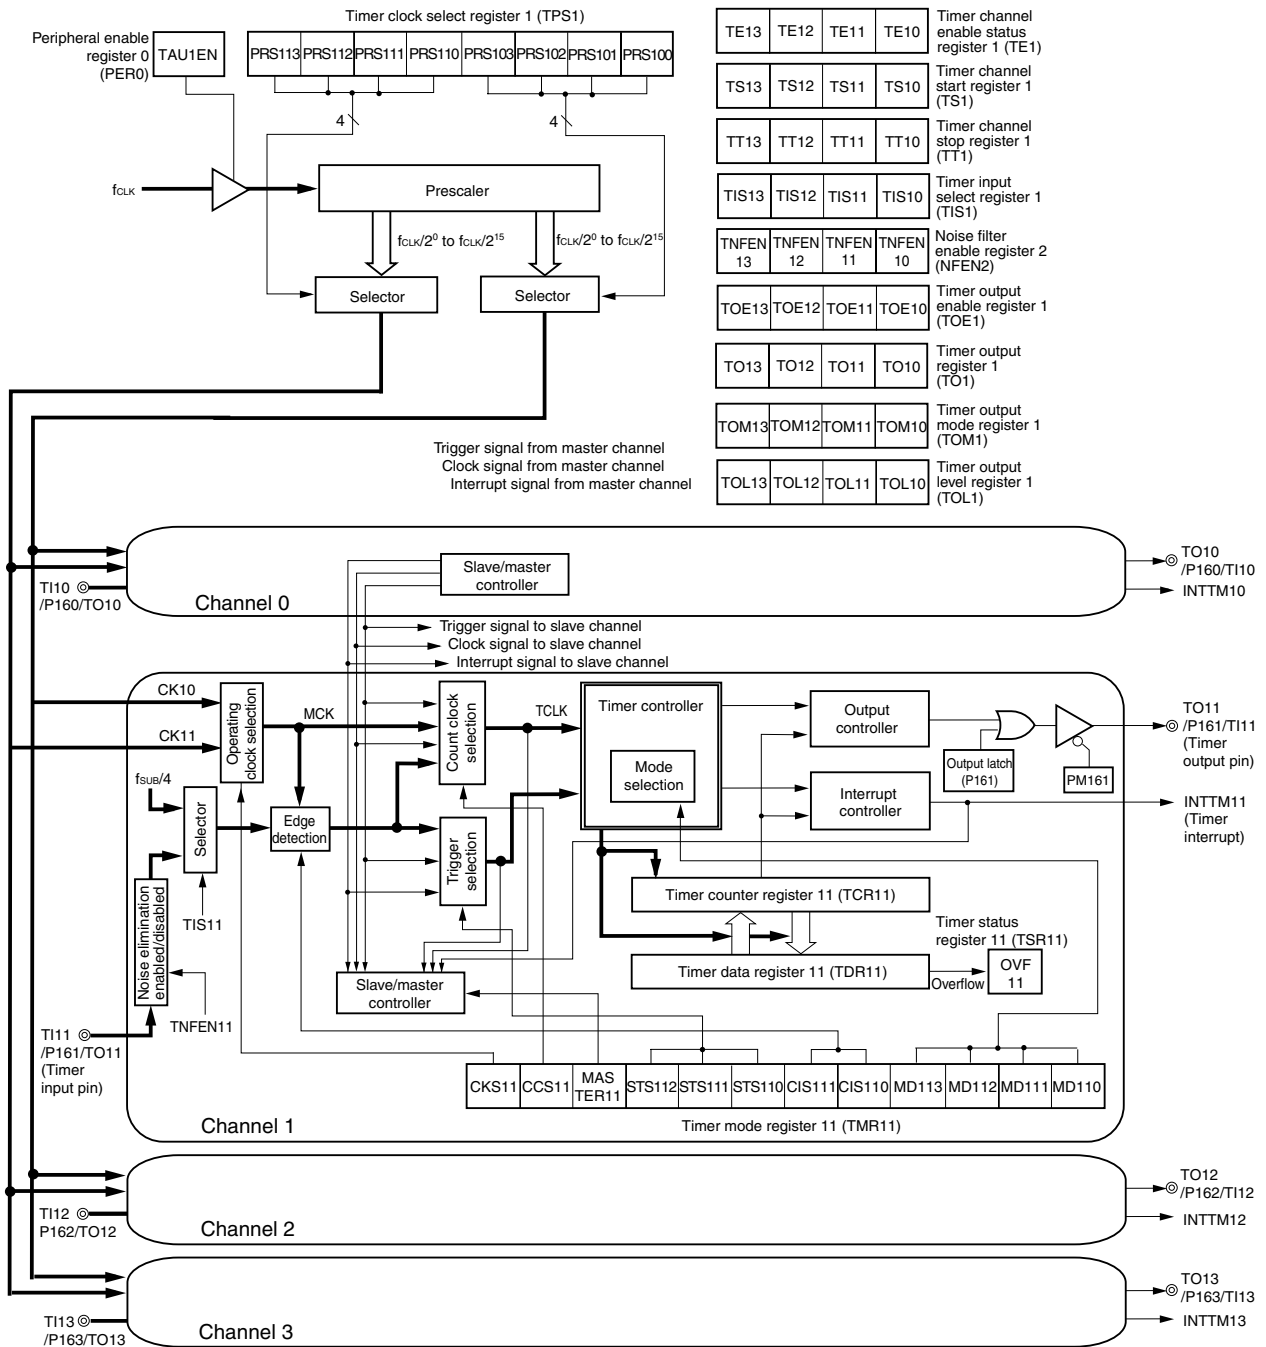 Timer clock select register 1 (TPS1)
Peripheral enable
register 0
(PER0)
TAU1EN
PRS113 PRS112 PRS111 PRS110 PRS103 PRS102 PRS101 PRS100
4
4
fCLK
Prescaler
fCLK/2⁰ to fCLK/2¹⁵
fCLK/2⁰ to fCLK/2¹⁵
Selector
Selector
TE13 TE12 TE11 TE10
Timer channel
enable status
register 1 (TE1)
TS13 TS12 TS11 TS10
Timer channel
start register 1
(TS1)
TT13 TT12 TT11 TT10
Timer channel
stop register 1
(TT1)
TIS13 TIS12 TIS11 TIS10
Timer input
select register 1
(TIS1)
TNFEN TNFEN TNFEN TNFEN
13 12 11 10
Noise filter
enable register 2
(NFEN2)
TOE13 TOE12 TOE11 TOE10
Timer output
enable register 1
(TOE1)
TO13 TO12 TO11 TO10
Timer output
register 1
(TO1)
TOM13 TOM12 TOM11 TOM10
Timer output
mode register 1
(TOM1)
TOL13 TOL12 TOL11 TOL10
Timer output
level register 1
(TOL1)
Trigger signal from master channel
Clock signal from master channel
Interrupt signal from master channel
TI10
/P160/TO10
Channel 0
Slave/master
controller
TO10
/P160/TI10
INTTM10
Trigger signal to slave channel
Clock signal to slave channel
Interrupt signal to slave channel
CK10
CK11
Operating
clock selection
MCK
Count clock
selection
TCLK
Timer controller
Mode
selection
Output
controller
Interrupt
controller
Output latch
(P161)
PM161
TO11
/P161/TI11
(Timer
output pin)
INTTM11
(Timer
interrupt)
fSUB/4
Selector
Edge
detection
Trigger
selection
TIS11
Noise elimination
enabled/disabled
TNFEN11
TI11
/P161/TO11
(Timer
input pin)
Slave/master
controller
Timer counter register 11 (TCR11)
Timer data register 11 (TDR11)
Timer status
register 11 (TSR11)
Overflow
OVF
11
CKS11 CCS11 MAS
TER11 STS112 STS111 STS110 CIS111 CIS110 MD113 MD112 MD111 MD110
Timer mode register 11 (TMR11)
Channel 1
TI12
P162/TO12
Channel 2
TO12
/P162/TI12
INTTM12
TI13
/P163/TO13
Channel 3
TO13
/P163/TI13
INTTM13